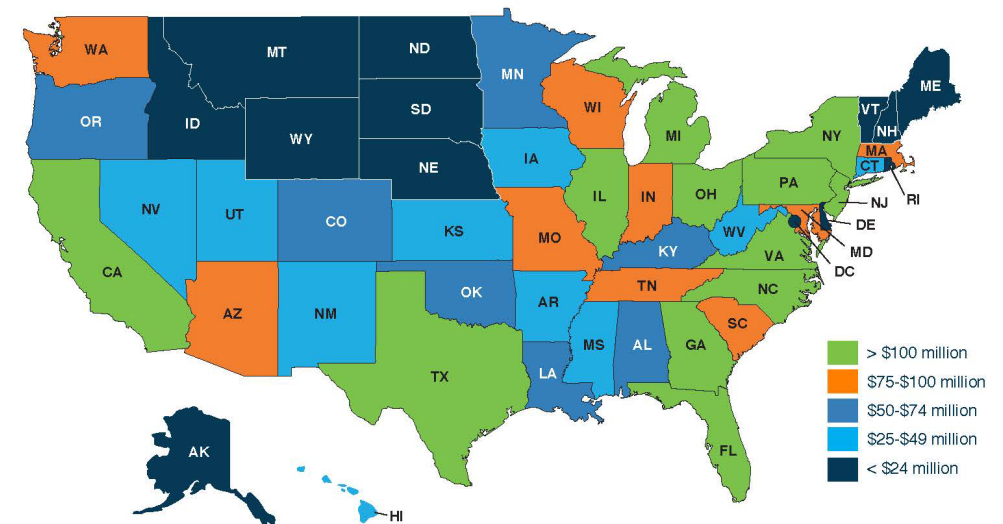 WA
MT
ND
MN
ME
VT
NH
OR
ID
SD
WI
MI
NY
MA
CT
RI
WY
NE
IA
IL
IN
OH
PA
NJ
NV
UT
CO
KS
MO
KY
WV
VA
DE
MD
DC
CA
AZ
NM
OK
AR
TN
NC
SC
TX
LA
MS
AL
GA
FL
AK
HI
> $100 million
$75-$100 million
$50-$74 million
$25-$49 million
< $24 million